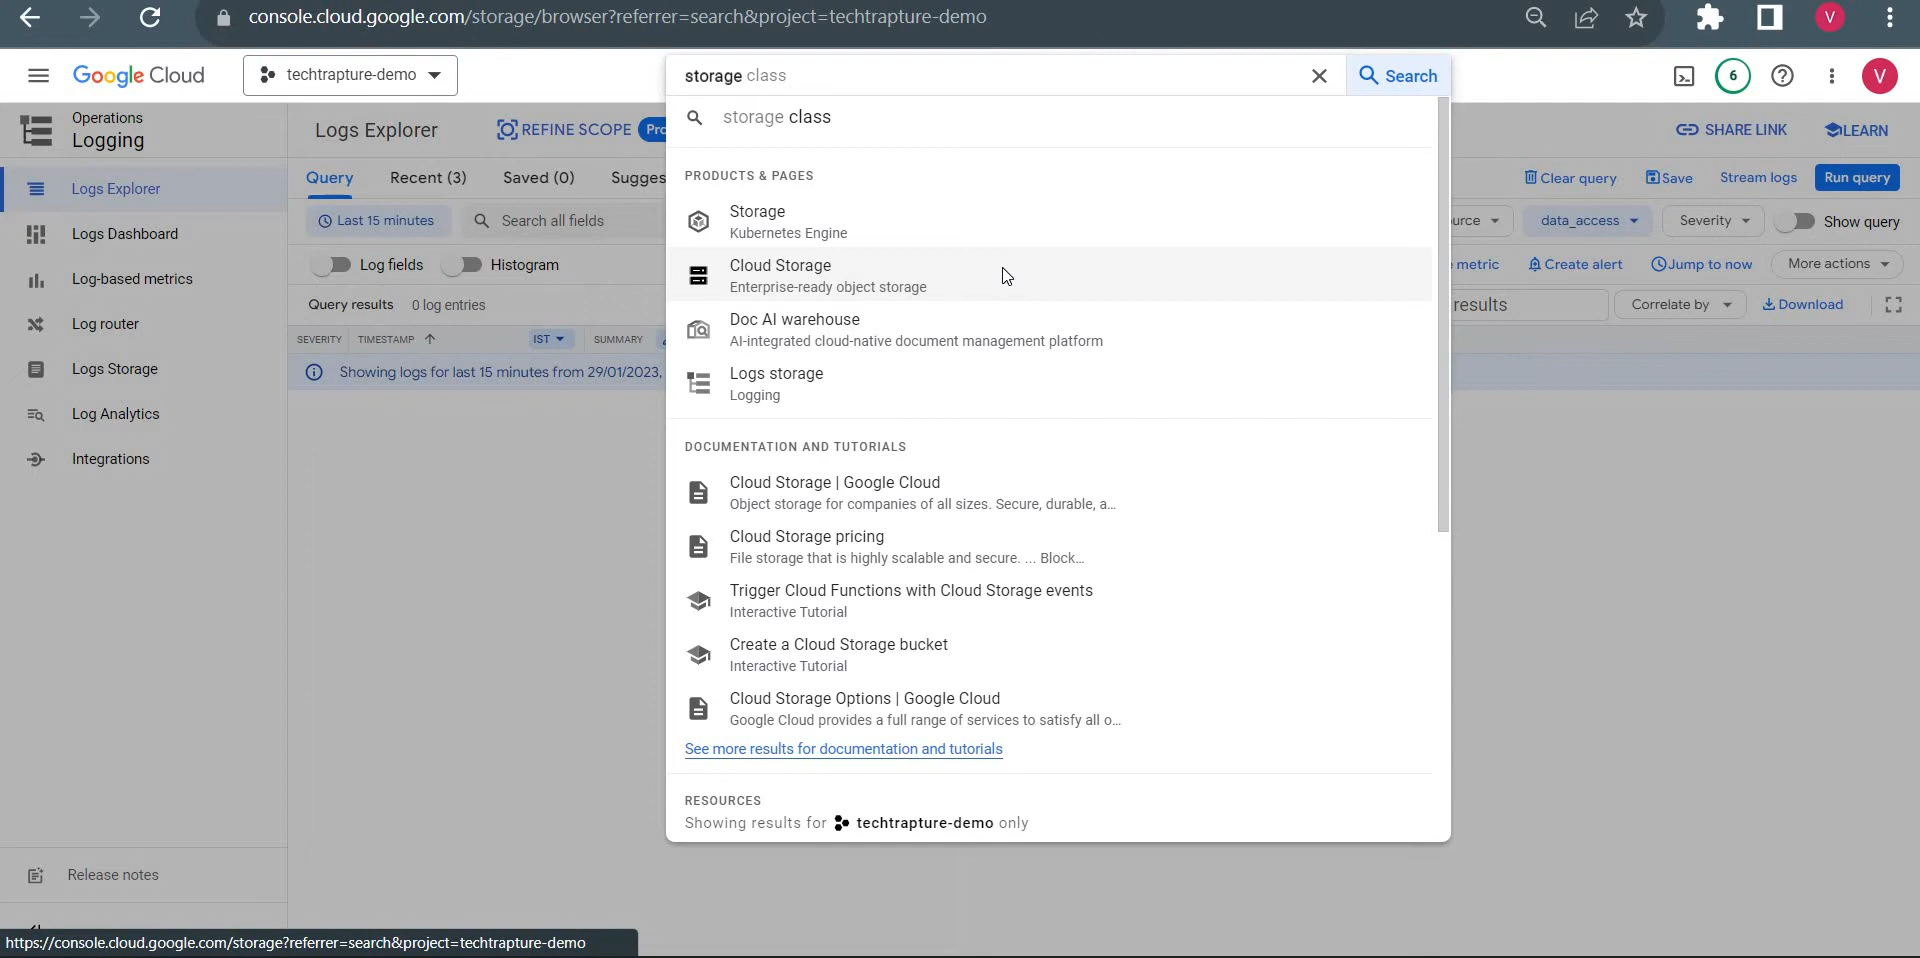 console.cloud.google.com/storage/browser?referrer=search&project=techtrapture-demo
V
Google Cloud
techtrapture-demo
storage class
Search
6
V
Operations
Logging
Logs Explorer
REFINE SCOPE
SHARE LINK
LEARN
storage class
Logs Explorer
Logs Dashboard
Log-based metrics
Log router
Logs Storage
Log Analytics
Integrations
Release notes
Query
Recent (3)
Saved (0)
Clear query
Save
Stream logs
Run query
Last 15 minutes
Search all fields
data_access
Severity
Show query
Log fields
Histogram
metric
Create alert
Jump to now
More actions
Query results
0 log entries
results
Correlate by
Download
SEVERITY
TIMESTAMP
IST
SUMMARY
Showing logs for last 15 minutes from 29/01/2023,
PRODUCTS & PAGES
Storage
Kubernetes Engine
Cloud Storage
Enterprise-ready object storage
Doc AI warehouse
AI-integrated cloud-native document management platform
Logs storage
Logging
DOCUMENTATION AND TUTORIALS
Cloud Storage | Google Cloud
Object storage for companies of all sizes. Secure, durable, a...
Cloud Storage pricing
File storage that is highly scalable and secure. ... Block...
Trigger Cloud Functions with Cloud Storage events
Interactive Tutorial
Create a Cloud Storage bucket
Interactive Tutorial
Cloud Storage Options | Google Cloud
Google Cloud provides a full range of services to satisfy all o...
See more results for documentation and tutorials
RESOURCES
Showing results for techtrapture-demo only
https://console.cloud.google.com/storage?referrer=search&project=techtrapture-demo